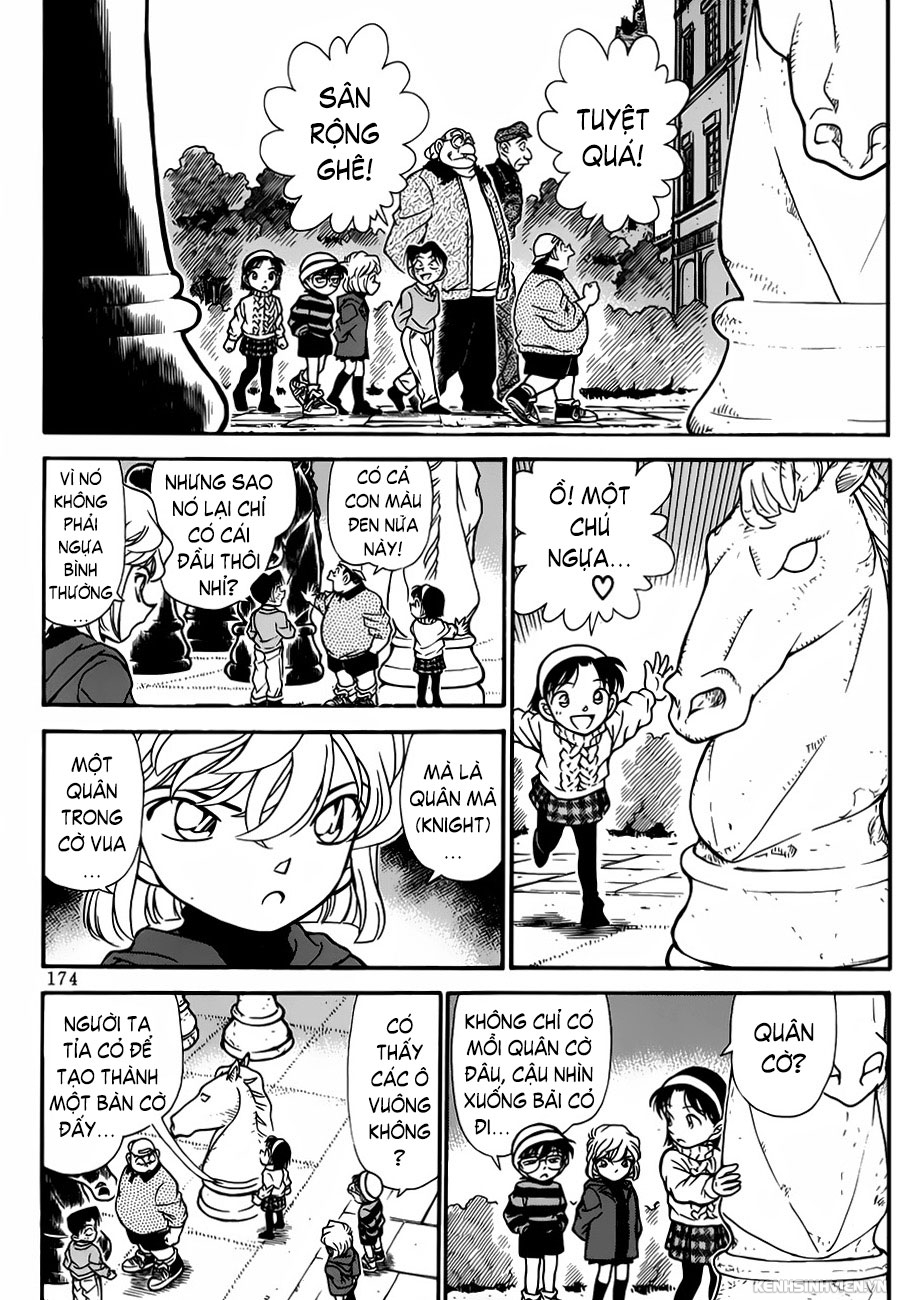 TUYỆT
QUÁ!
SÂN
RỘNG
GHÊ!
Ồ! MỘT
CHÚ
NGỰA...
♡
CÓ CẢ
CON MÀU
ĐEN NỮA
NÀY!
NHƯNG SAO
NÓ LẠI CHỈ
CÓ CÁI
ĐẦU THÔI
NHỈ?
VÌ NÓ
KHÔNG
PHẢI
NGỰA
BÌNH
THƯỜNG
...
MÀ LÀ
QUÂN MÃ
(KNIGHT)
...
MỘT
QUÂN
TRONG
CỜ VUA
...
174
QUÂN
CỜ?
KHÔNG CHỈ CÓ
MỖI QUÂN CỜ
ĐÂU, CẬU NHÌN
XUỐNG BÃI CỎ
ĐI...
CÓ
THẤY
CÁC Ô
VUÔNG
KHÔNG
?
NGƯỜI TA
TỈA CỎ ĐỂ
TẠO THÀNH
MỘT BÀN CỜ
ĐẤY...
KENHSINHVIEN.VN